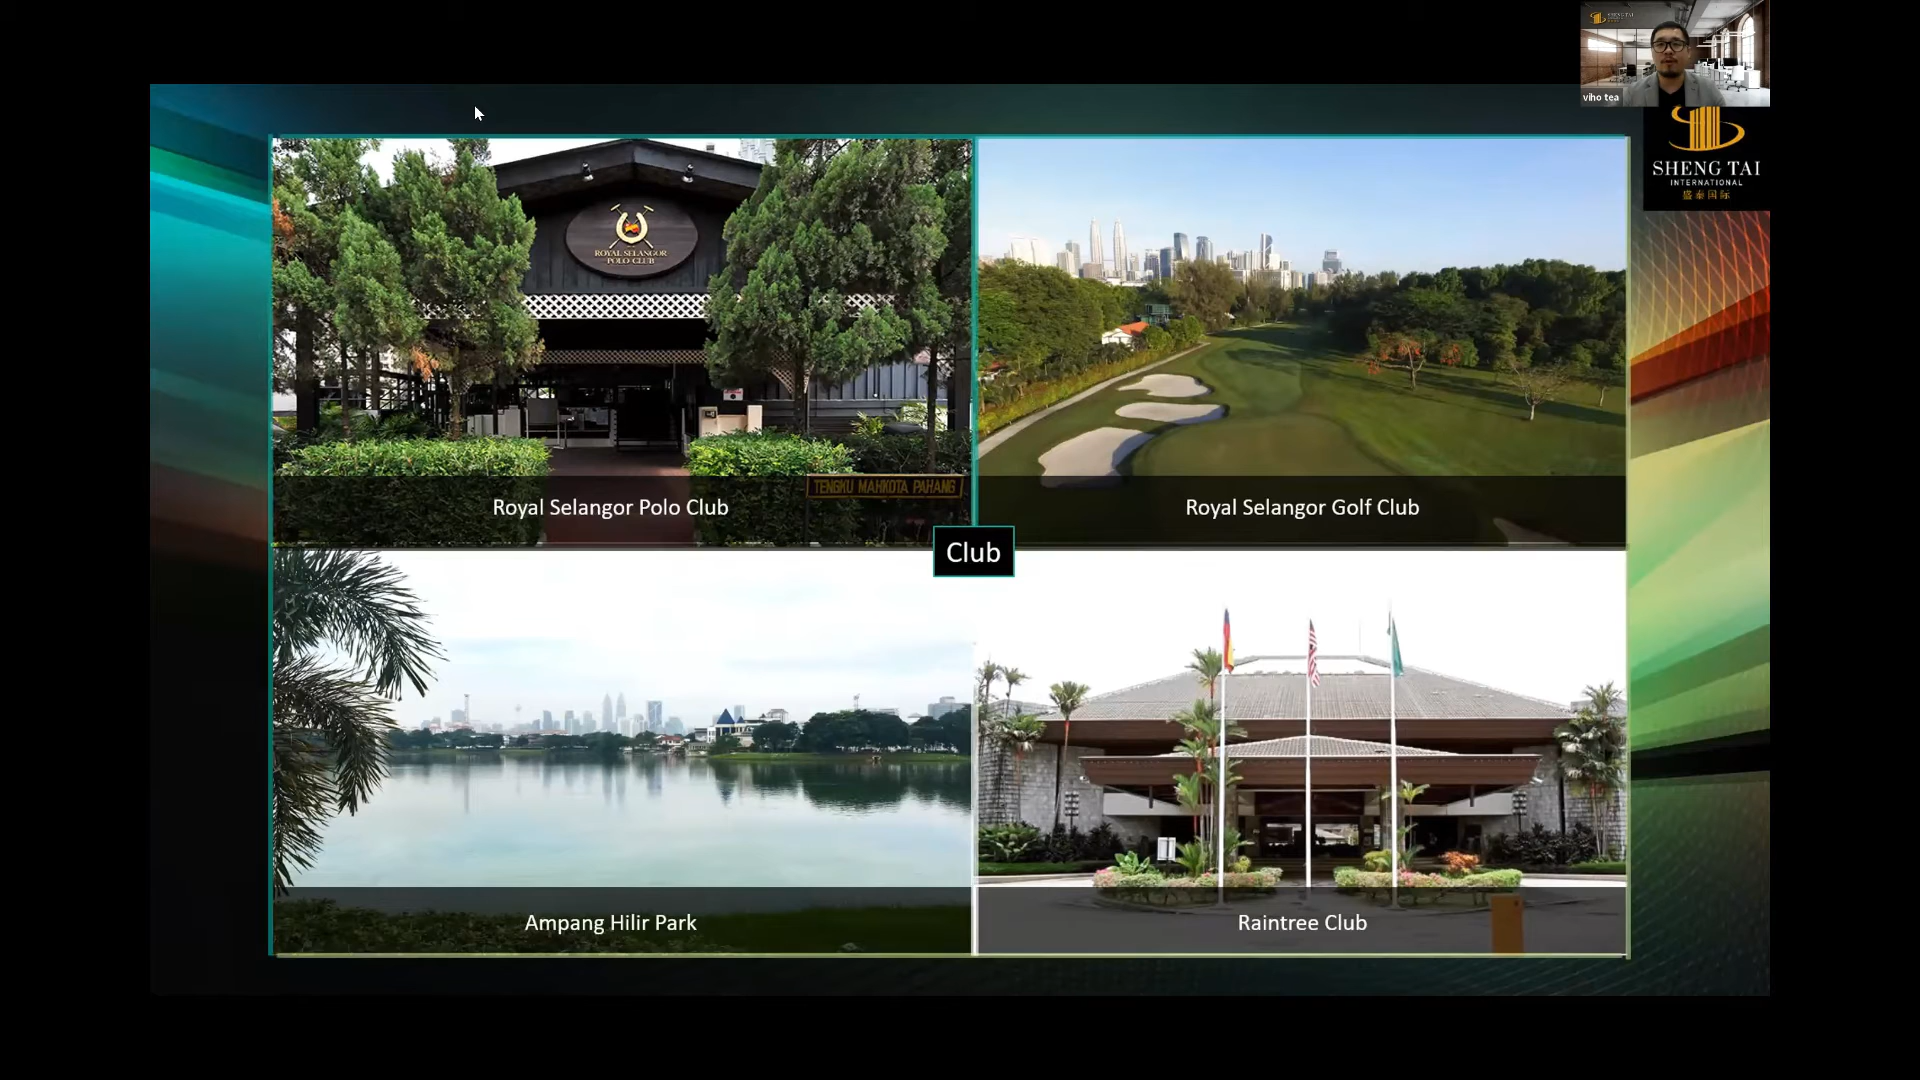 viho tea
SHENG TAI
INTERNATIONAL
盛泰国际
ROYAL SELANGOR
POLO CLUB
TENGKU MAHKOTA PAHANG
Royal Selangor Polo Club
Royal Selangor Golf Club
Club
Ampang Hilir Park
Raintree Club